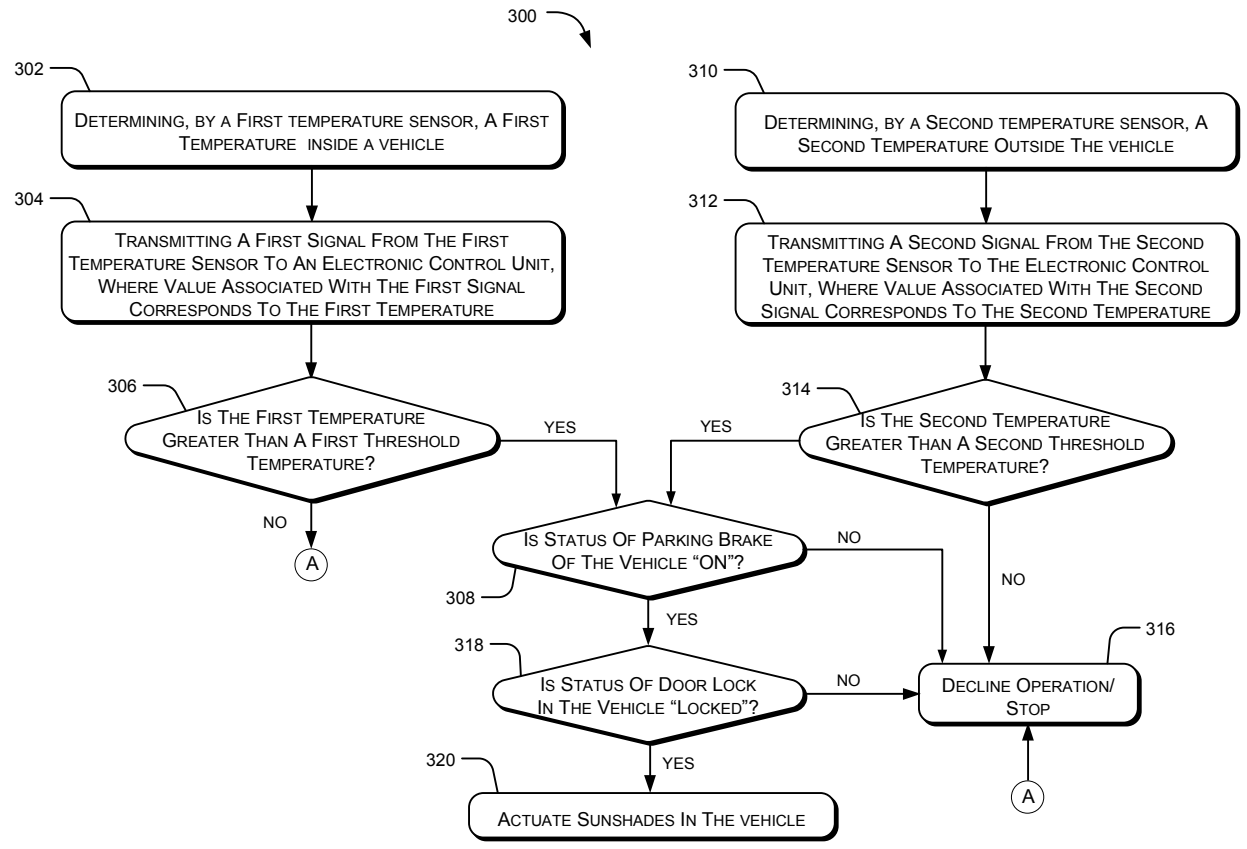 300
302
DETERMINING, BY A FIRST TEMPERATURE SENSOR, A FIRST
TEMPERATURE INSIDE A VEHICLE
304
TRANSMITTING A FIRST SIGNAL FROM THE FIRST
TEMPERATURE SENSOR TO AN ELECTRONIC CONTROL UNIT,
WHERE VALUE ASSOCIATED WITH THE FIRST SIGNAL
CORRESPONDS TO THE FIRST TEMPERATURE
306
IS THE FIRST TEMPERATURE
GREATER THAN A FIRST THRESHOLD
TEMPERATURE?
YES
NO
A
310
DETERMINING, BY A SECOND TEMPERATURE SENSOR, A
SECOND TEMPERATURE OUTSIDE THE VEHICLE
312
TRANSMITTING A SECOND SIGNAL FROM THE SECOND
TEMPERATURE SENSOR TO THE ELECTRONIC CONTROL
UNIT, WHERE VALUE ASSOCIATED WITH THE SECOND
SIGNAL CORRESPONDS TO THE SECOND TEMPERATURE
314
IS THE SECOND TEMPERATURE
GREATER THAN A SECOND THRESHOLD
TEMPERATURE?
YES
NO
IS STATUS OF PARKING BRAKE
OF THE VEHICLE “ON”?
308
NO
YES
318
IS STATUS OF DOOR LOCK
IN THE VEHICLE “LOCKED”?
NO
YES
316
DECLINE OPERATION/
STOP
A
320
ACTUATE SUNSHADES IN THE VEHICLE